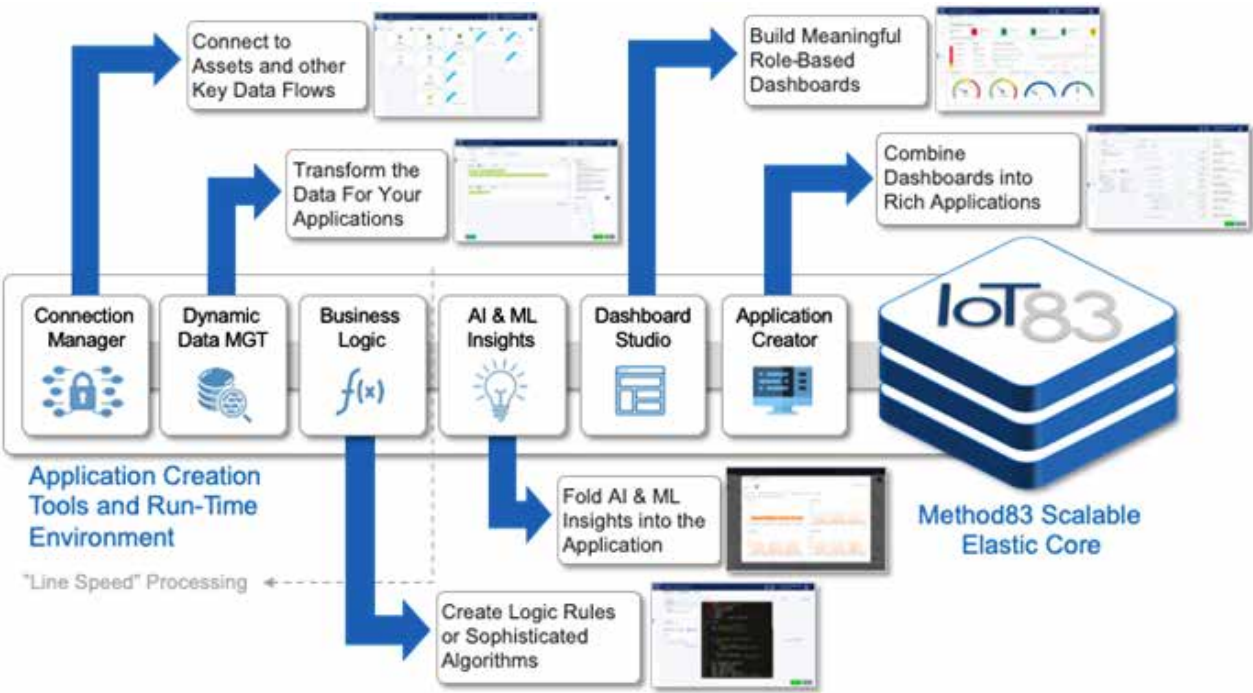 Connect to
Assets and other
Key Data Flows
Build Meaningful
Role-Based
Dashboards
Transform the
Data For Your
Applications
Combine
Dashboards into
Rich Applications
Connection
Manager
Dynamic
Data MGT
Business
Logic
f(x)
AI & ML
Insights
Dashboard
Studio
Application
Creator
IoT83
Application Creation
Tools and Run-Time
Environment
"Line Speed" Processing
Fold AI & ML
Insights into the
Application
Method83 Scalable
Elastic Core
Create Logic Rules
or Sophisticated
Algorithms